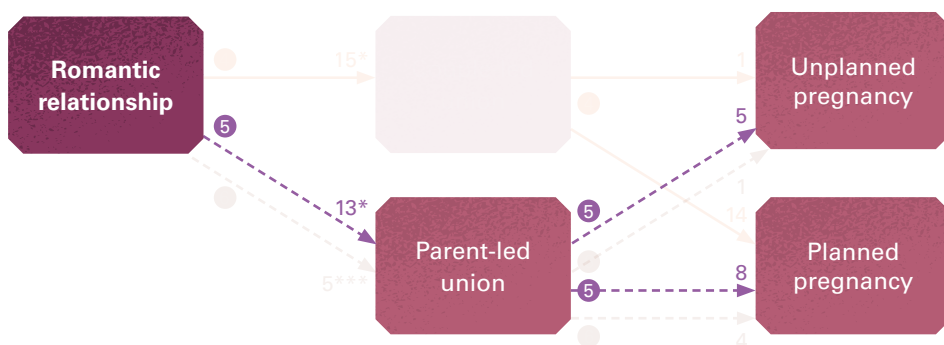 Romantic
relationship
15*
1
Unplanned
pregnancy
5
5
13*
5
1
14
Parent-led
union
5***
5
8
Planned
pregnancy
4